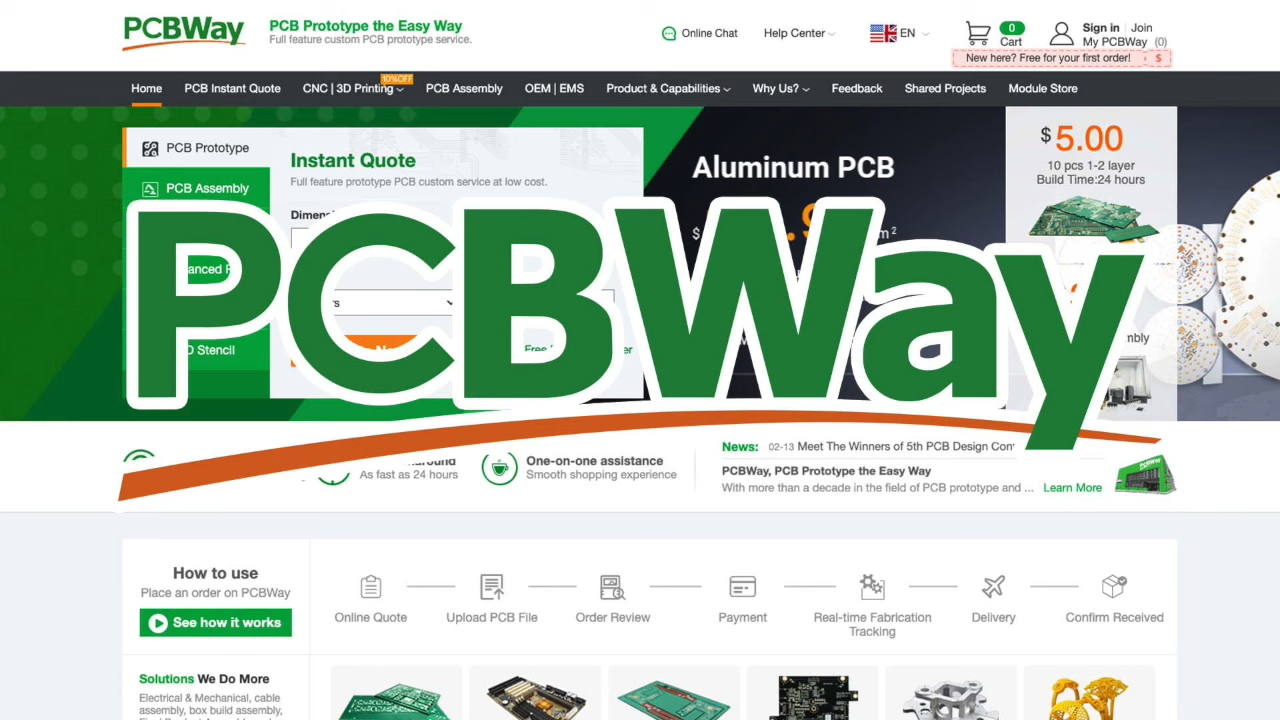 PCBWay
PCB Prototype the Easy Way
Full feature custom PCB prototype service.
Online Chat
Help Center
EN
0
Cart
Sign in
Join
My PCBWay (0)
New here? Free for your first order!
$
10%OFF
Home
PCB Instant Quote
CNC | 3D Printing
PCB Assembly
OEM | EMS
Product & Capabilities
Why Us?
Feedback
Shared Projects
Module Store
PCB Prototype
PCB Assembly
Instant Quote
Full feature prototype PCB custom service at low cost.
Aluminum PCB
$
$5.00
10 pcs 1-2 layer
Build Time:24 hours
PCBWay
D Stencil
As fast as 24 hours
One-on-one assistance
Smooth shopping experience
News: 02-13 Meet The Winners of 5th PCB Design Con
PCBWay, PCB Prototype the Easy Way
With more than a decade in the field of PCB prototype and ... Learn More
How to use
Place an order on PCBWay
See how it works
Online Quote
Upload PCB File
Order Review
Payment
Real-time Fabrication
Tracking
Delivery
Confirm Received
Solutions We Do More
Electrical & Mechanical, cable
assembly, box build assembly,